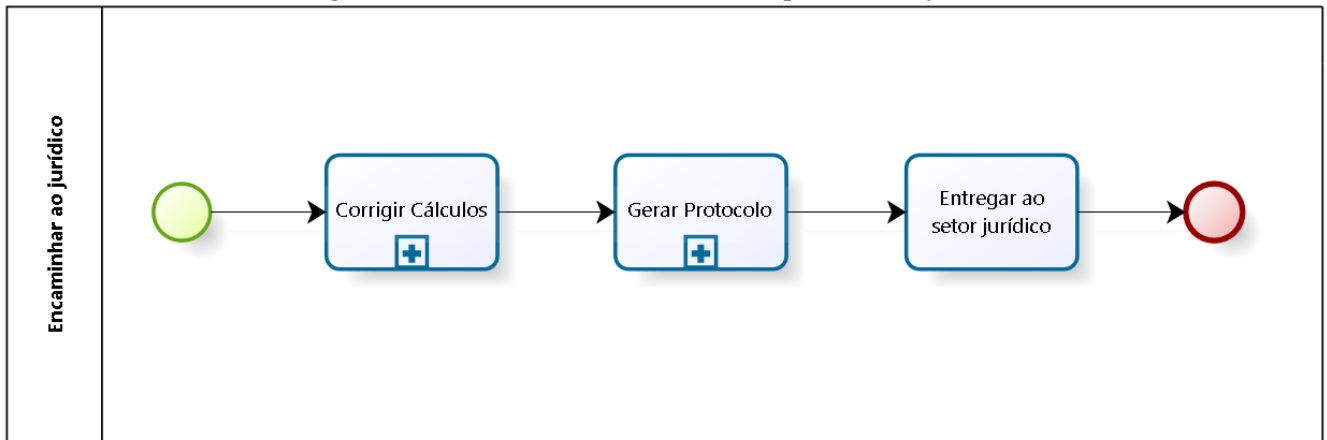 Encaminhar ao jurídico
Corrigir Cálculos
Gerar Protocolo
Entregar ao
setor jurídico